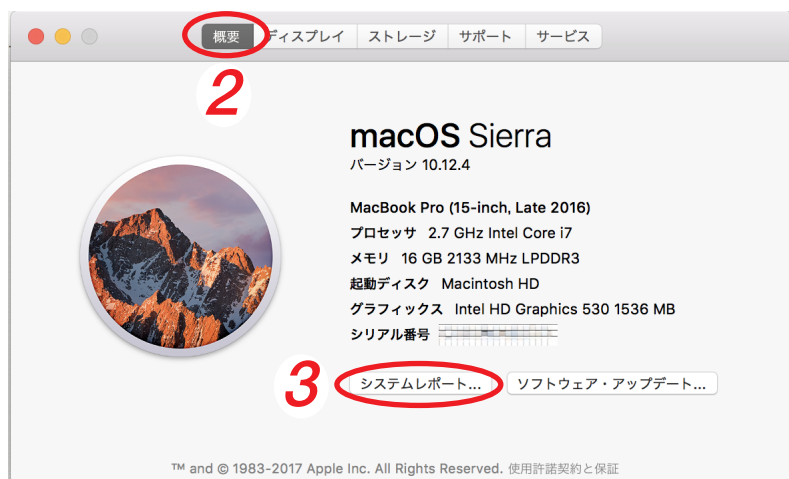 概要 ディスプレイ ストレージ サポート サービス
2
macOS Sierra
バージョン 10.12.4
MacBook Pro (15-inch, Late 2016)
プロセッサ 2.7 GHz Intel Core i7
メモリ 16 GB 2133 MHz LPDDR3
起動ディスク Macintosh HD
グラフィックス Intel HD Graphics 530 1536 MB
シリアル番号
3 システムレポート... ソフトウェア・アップデート...
™ and © 1983-2017 Apple Inc. All Rights Reserved. 使用許諾契約と保証